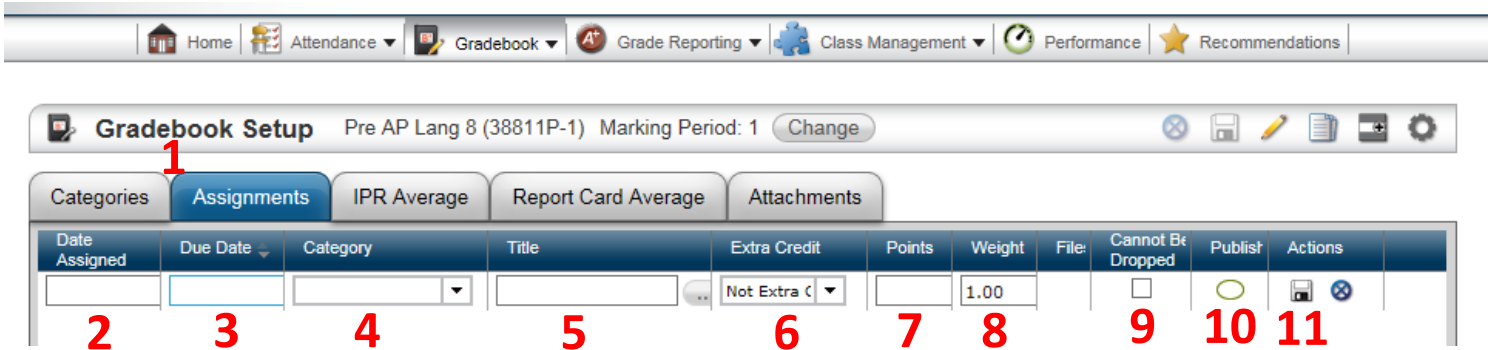 Home Attendance Gradebook Grade Reporting Class Management Performance Recommendations
Gradebook Setup Pre AP Lang 8 (38811P-1) Marking Period: 1 Change
1
Categories Assignments IPR Average Report Card Average Attachments
Date Assigned Due Date Category Title Extra Credit Points Weight File: Cannot Be Dropped Publish Actions
.. Not Extra C 1.00
2 3 4 5 6 7 8 9 10 11